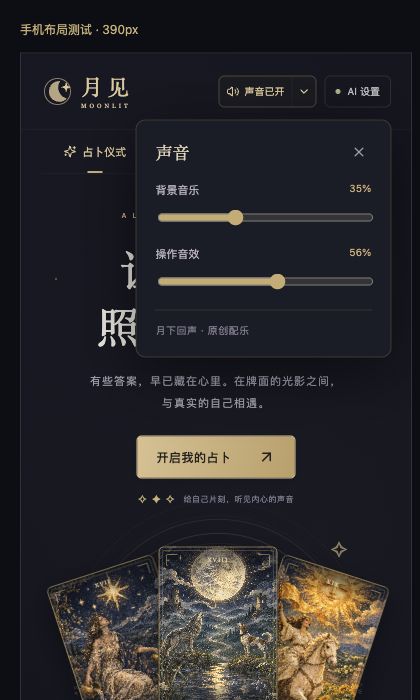 手机布局测试 · 390px
月见
MOONLIT
声音已开
AI 设置
占卜仪式
声音
背景音乐
35%
操作音效
56%
月下回声 · 原创配乐
A L
照
有些答案，早已藏在心里。在牌面的光影之间，
与真实的自己相遇。
开启我的占卜
给自己片刻，听见内心的声音
XVII
XVIII